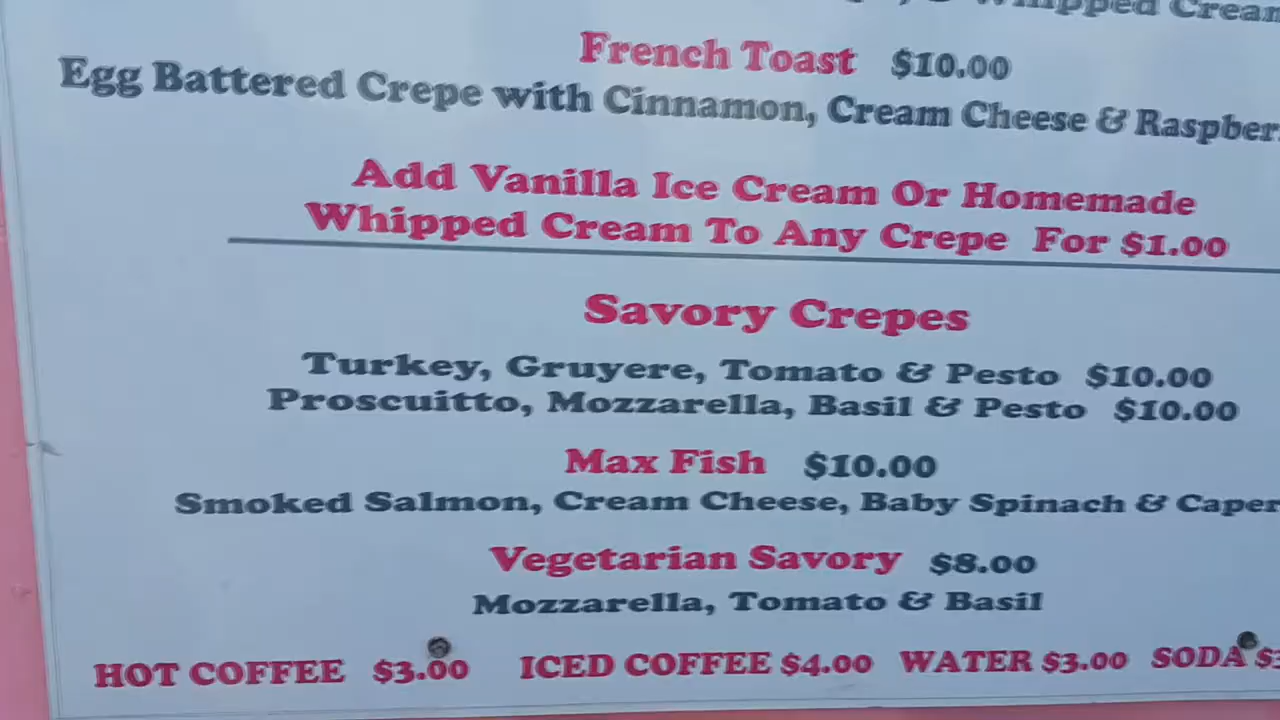 Whipped Cream
French Toast $10.00
Egg Battered Crepe with Cinnamon, Cream Cheese &
Add Vanilla Ice Cream Or Homemade
Whipped Cream To Any Crepe For $1.00
Savory Crepes
Turkey, Gruyere, Tomato & Pesto $10.00
Proscuitto, Mozzarella, Basil & Pesto $10.00
Max Fish $10.00
Smoked Salmon, Cream Cheese, Baby Spinach &
Vegetarian Savory $8.00
Mozzarella, Tomato & Basil
HOT COFFEE $3.00 ICED COFFEE $4.00 WATER $3.00 SODA